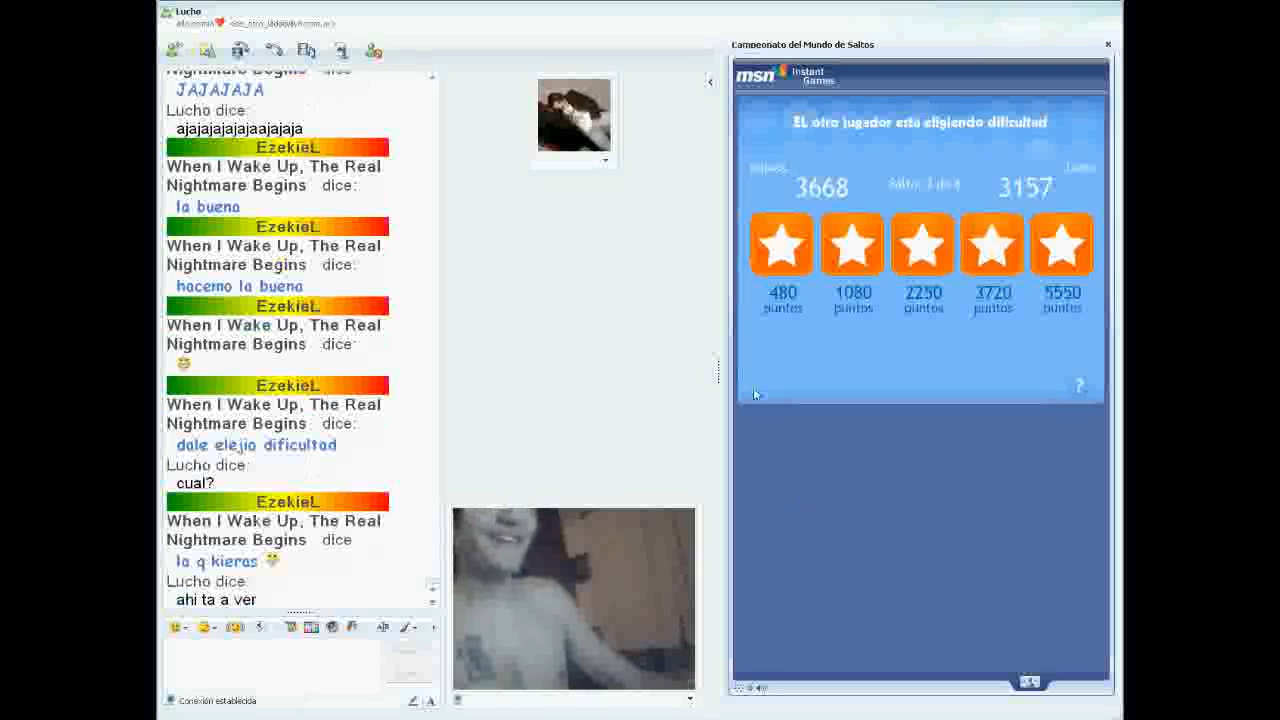 Lucho
Nightmare Begins dice
JAJAJAJA
Lucho dice:
ajajajajajaajajaja
EzekieL
When I Wake Up, The Real
Nightmare Begins dice:
la buena
EzekieL
When I Wake Up, The Real
Nightmare Begins dice:
hacemo la buena
EzekieL
When I Wake Up, The Real
Nightmare Begins dice:
EzekieL
When I Wake Up, The Real
Nightmare Begins dice:
dale elejio dificultad
Lucho dice:
cual?
EzekieL
When I Wake Up, The Real
Nightmare Begins dice
la q kieras
Lucho dice:
ahi ta a ver
Conexión establecida
Campeonato del Mundo de Saltos
msn Instant
Games
EL otro jugador está eligiendo dificultad
3668 3157
480 1080 2250 3720 5550
puntos puntos puntos puntos puntos
?